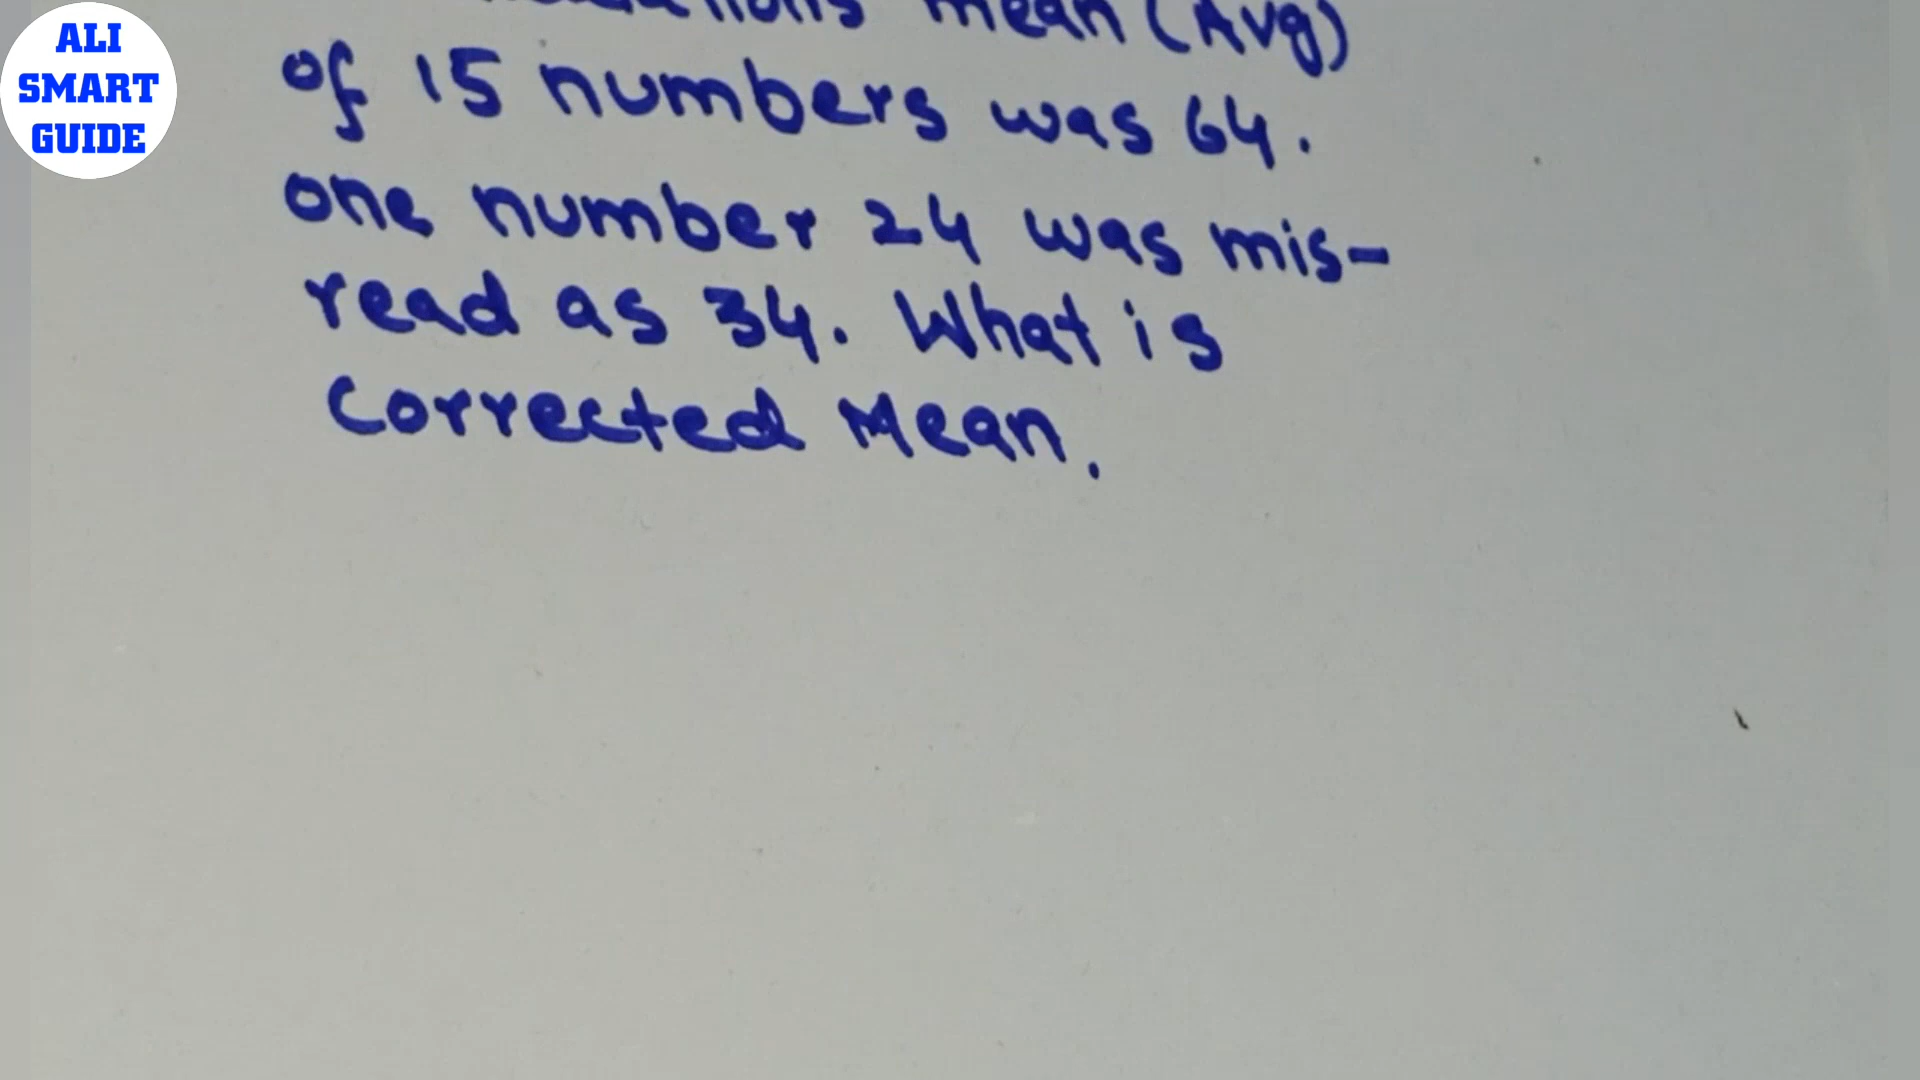 ALI
SMART
GUIDE
mean (Avg)
of 15 numbers was 64.
one number 24 was mis-
read as 34. What is
Corrected Mean.